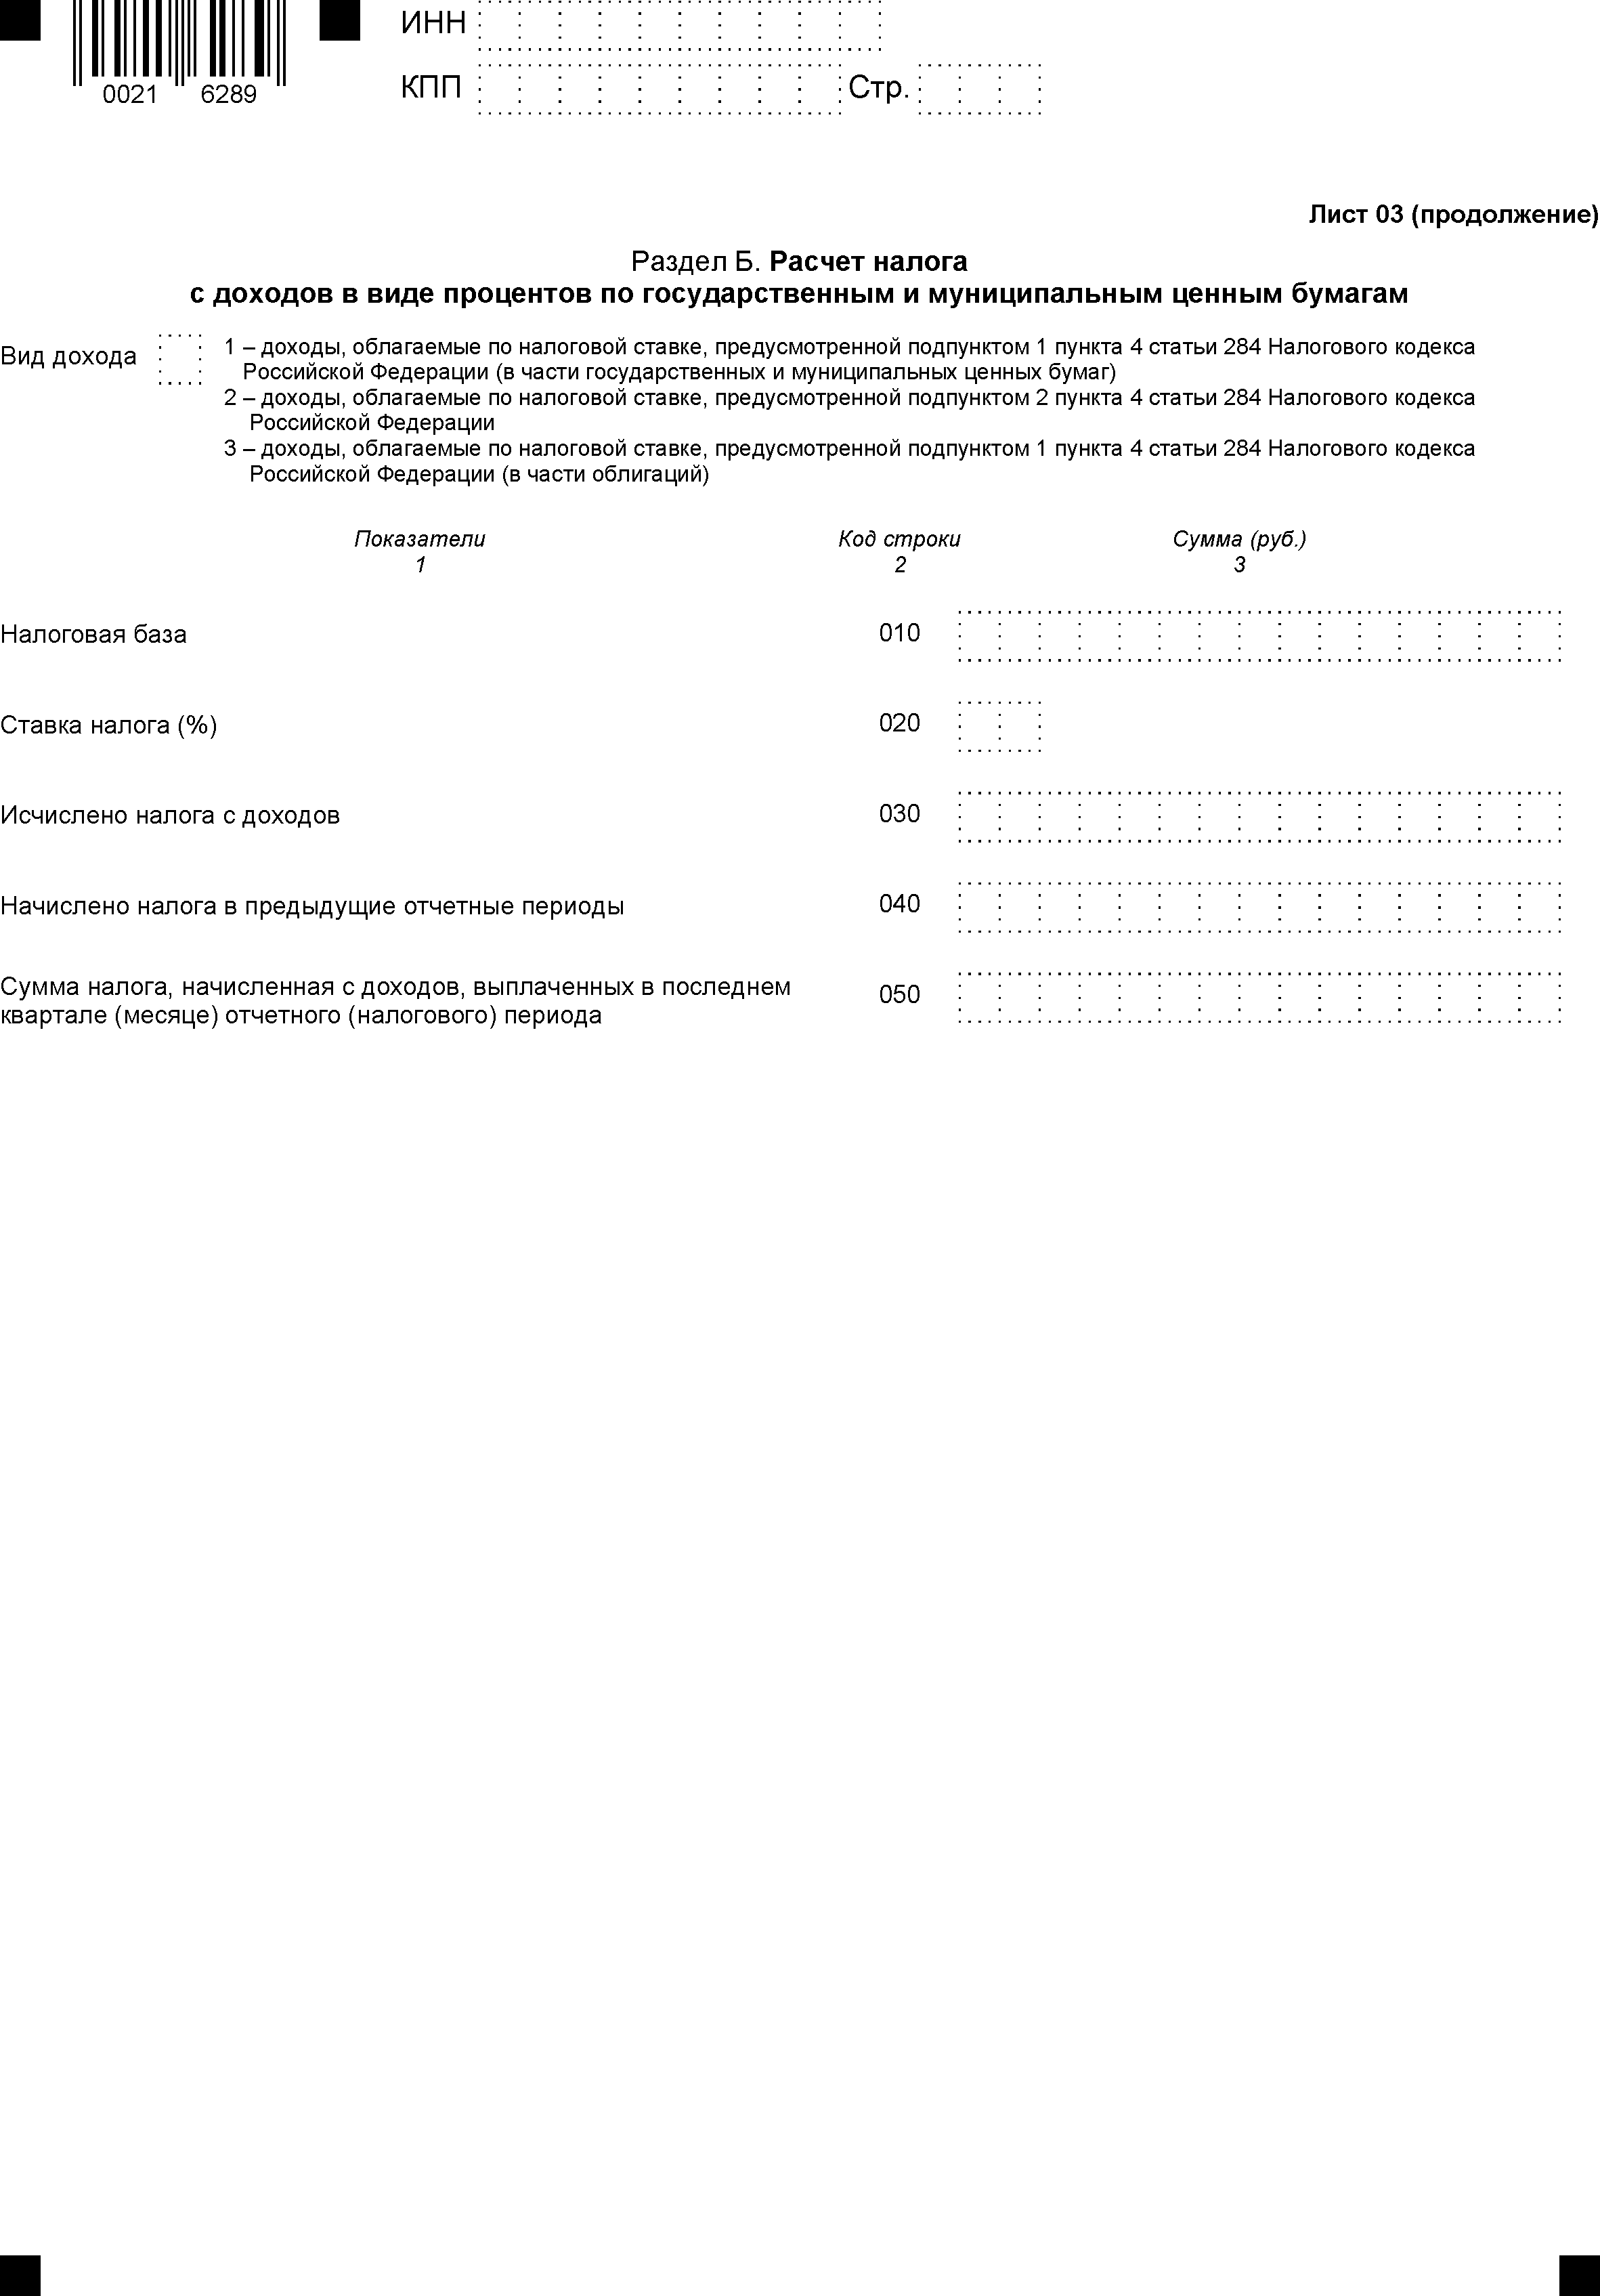 ИНН
0021 6289
КПП Стр.
Лист 03 (продолжение)
Раздел Б. Расчет налога
с доходов в виде процентов по государственным и муниципальным ценным бумагам
Вид дохода
1 – доходы, облагаемые по налоговой ставке, предусмотренной подпунктом 1 пункта 4 статьи 284 Налогового кодекса
Российской Федерации (в части государственных и муниципальных ценных бумаг)
2 – доходы, облагаемые по налоговой ставке, предусмотренной подпунктом 2 пункта 4 статьи 284 Налогового кодекса
Российской Федерации
3 – доходы, облагаемые по налоговой ставке, предусмотренной подпунктом 1 пункта 4 статьи 284 Налогового кодекса
Российской Федерации (в части облигаций)
Показатели Код строки Сумма (руб.)
1 2 3
Налоговая база 010
Ставка налога (%) 020
Исчислено налога с доходов 030
Начислено налога в предыдущие отчетные периоды 040
Сумма налога, начисленная с доходов, выплаченных в последнем 050
квартале (месяце) отчетного (налогового) периода